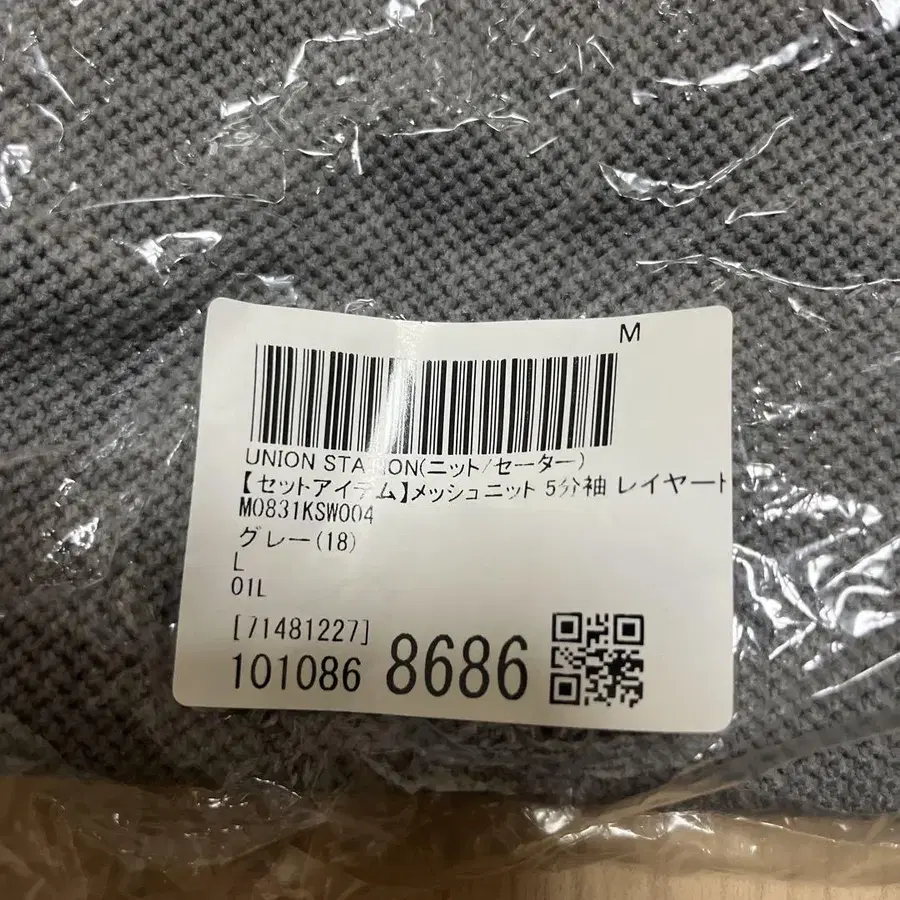 M
UNION STATION(ニット/セーター)
【セットアイテム】メッシュニット 5分袖 レイヤード
M0831KSW004
グレー(18)
L
01L
[71481227]
101086 8686